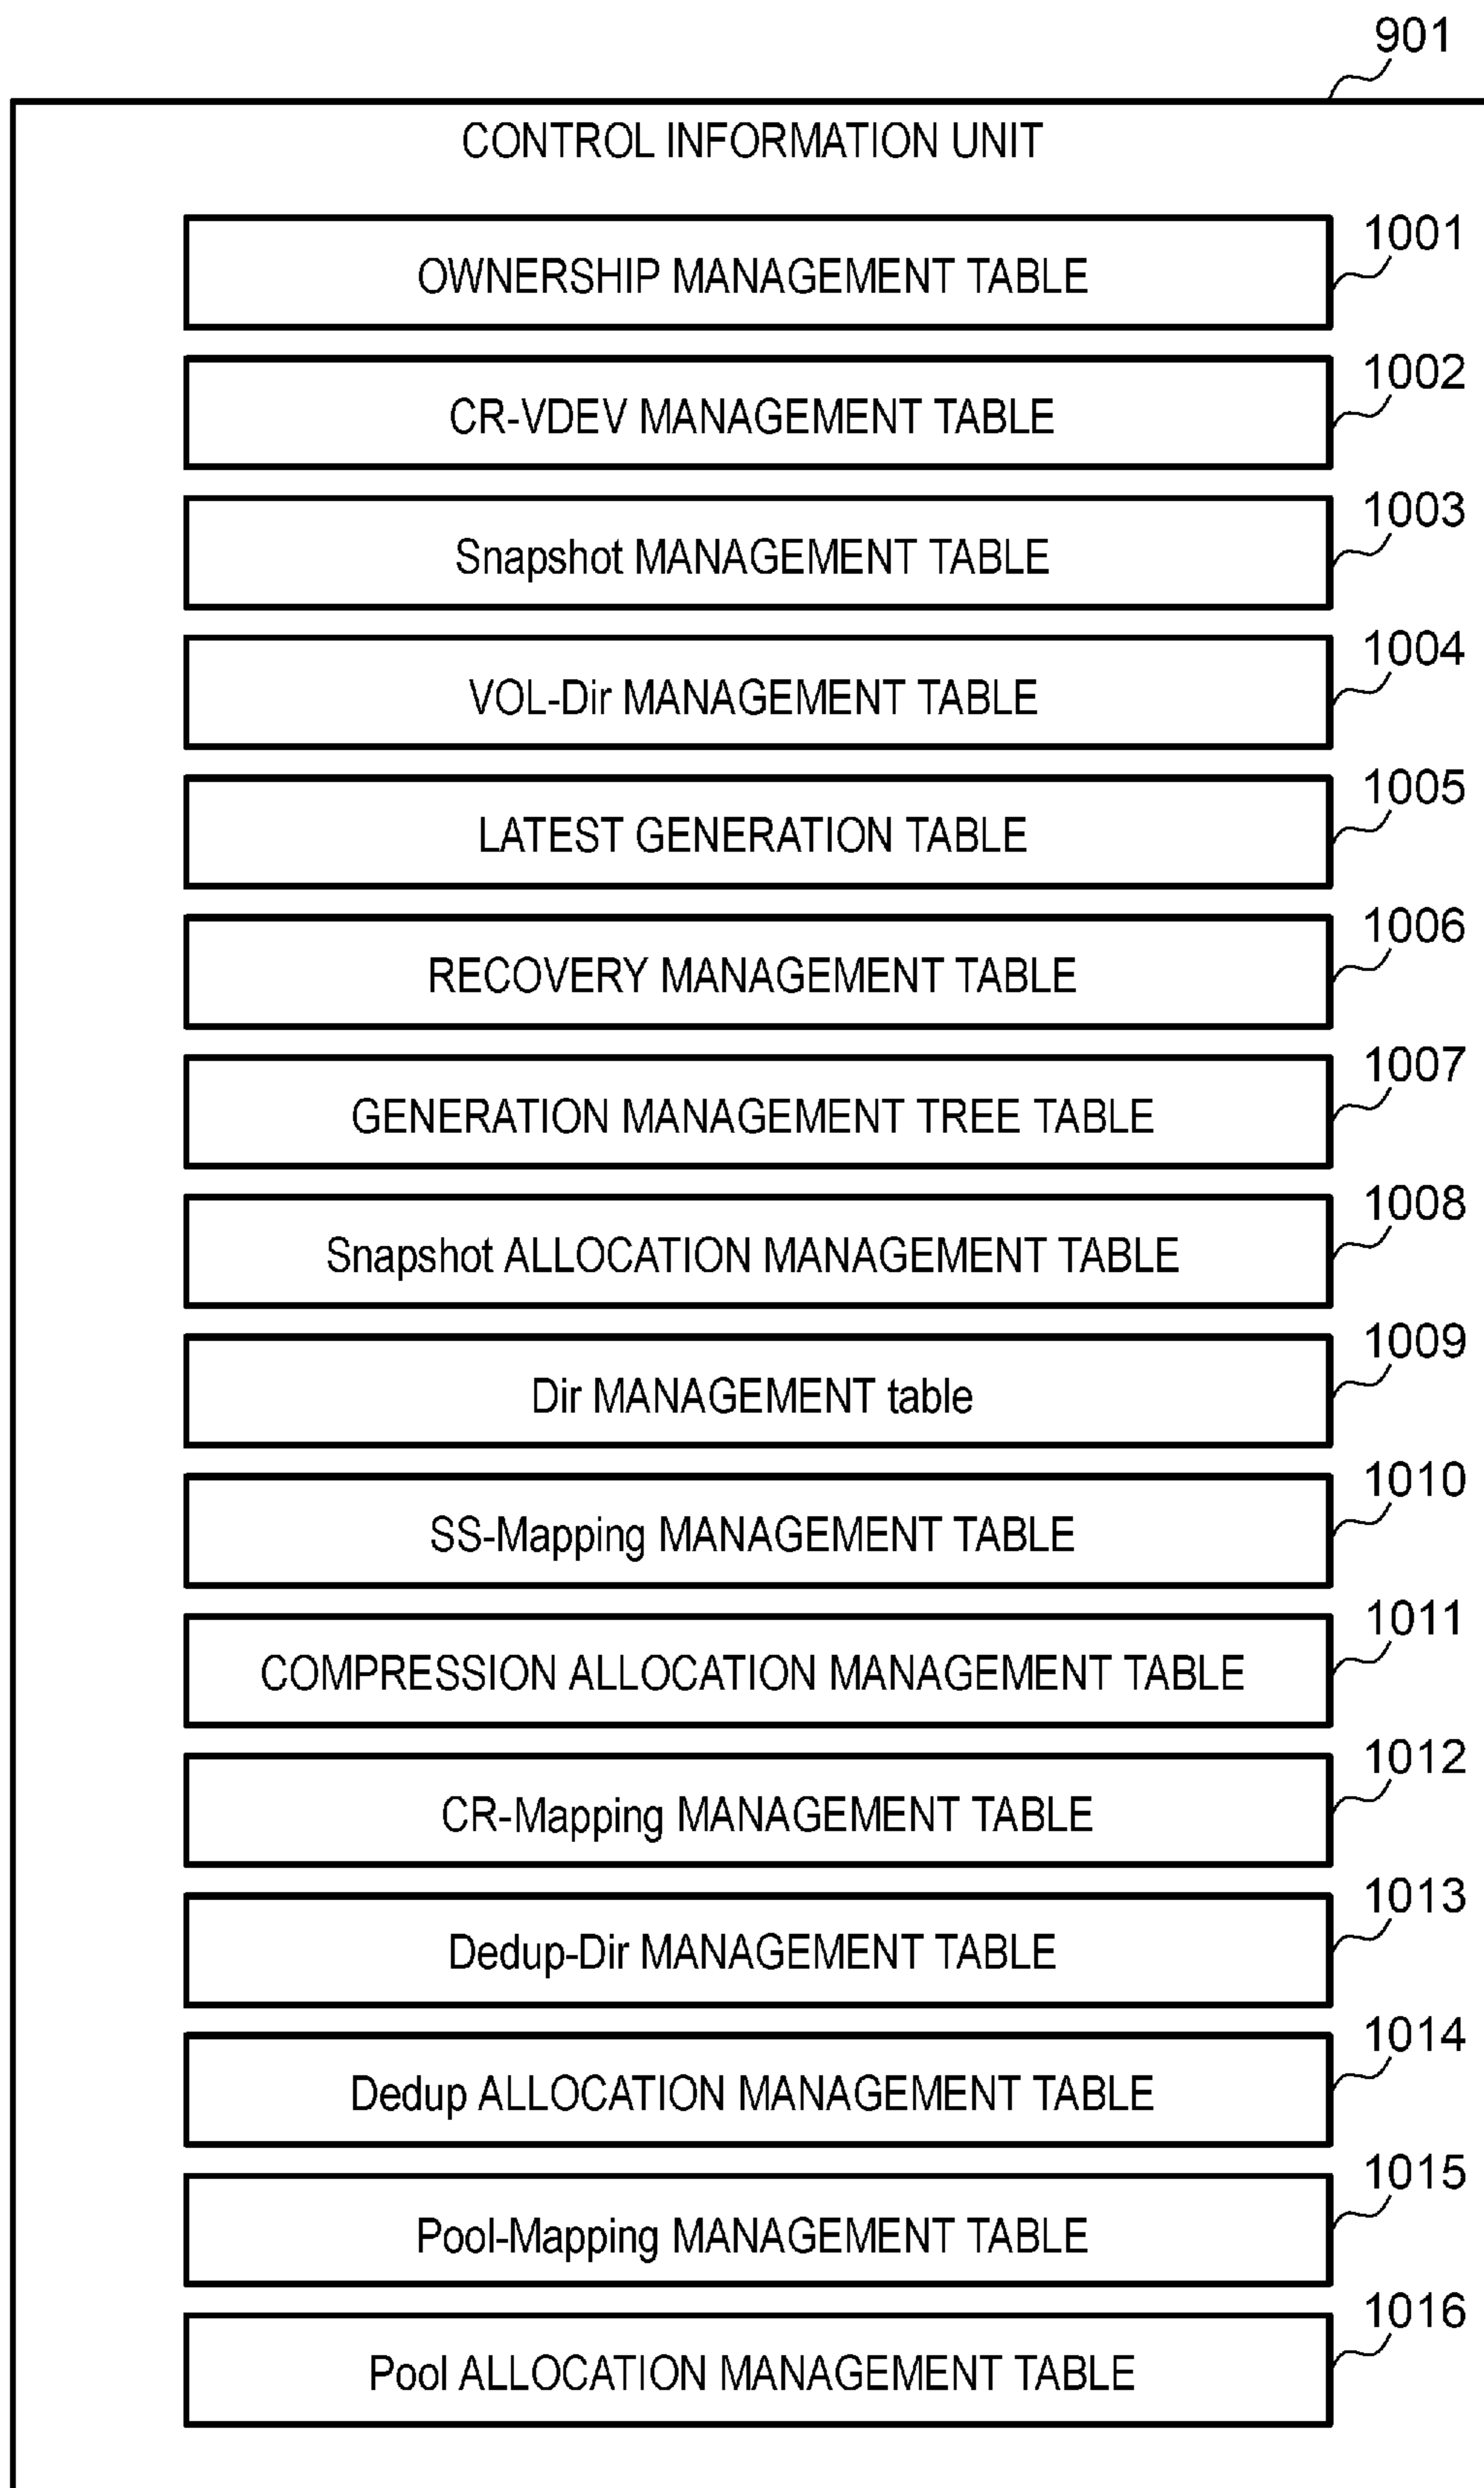 901
CONTROL INFORMATION UNIT
OWNERSHIP MANAGEMENT TABLE
1001
CR-VDEV MANAGEMENT TABLE
1002
Snapshot MANAGEMENT TABLE
1003
VOL-Dir MANAGEMENT TABLE
1004
LATEST GENERATION TABLE
1005
RECOVERY MANAGEMENT TABLE
1006
GENERATION MANAGEMENT TREE TABLE
1007
Snapshot ALLOCATION MANAGEMENT TABLE
1008
Dir MANAGEMENT table
1009
SS-Mapping MANAGEMENT TABLE
1010
COMPRESSION ALLOCATION MANAGEMENT TABLE
1011
CR-Mapping MANAGEMENT TABLE
1012
Dedup-Dir MANAGEMENT TABLE
1013
Dedup ALLOCATION MANAGEMENT TABLE
1014
Pool-Mapping MANAGEMENT TABLE
1015
Pool ALLOCATION MANAGEMENT TABLE
1016